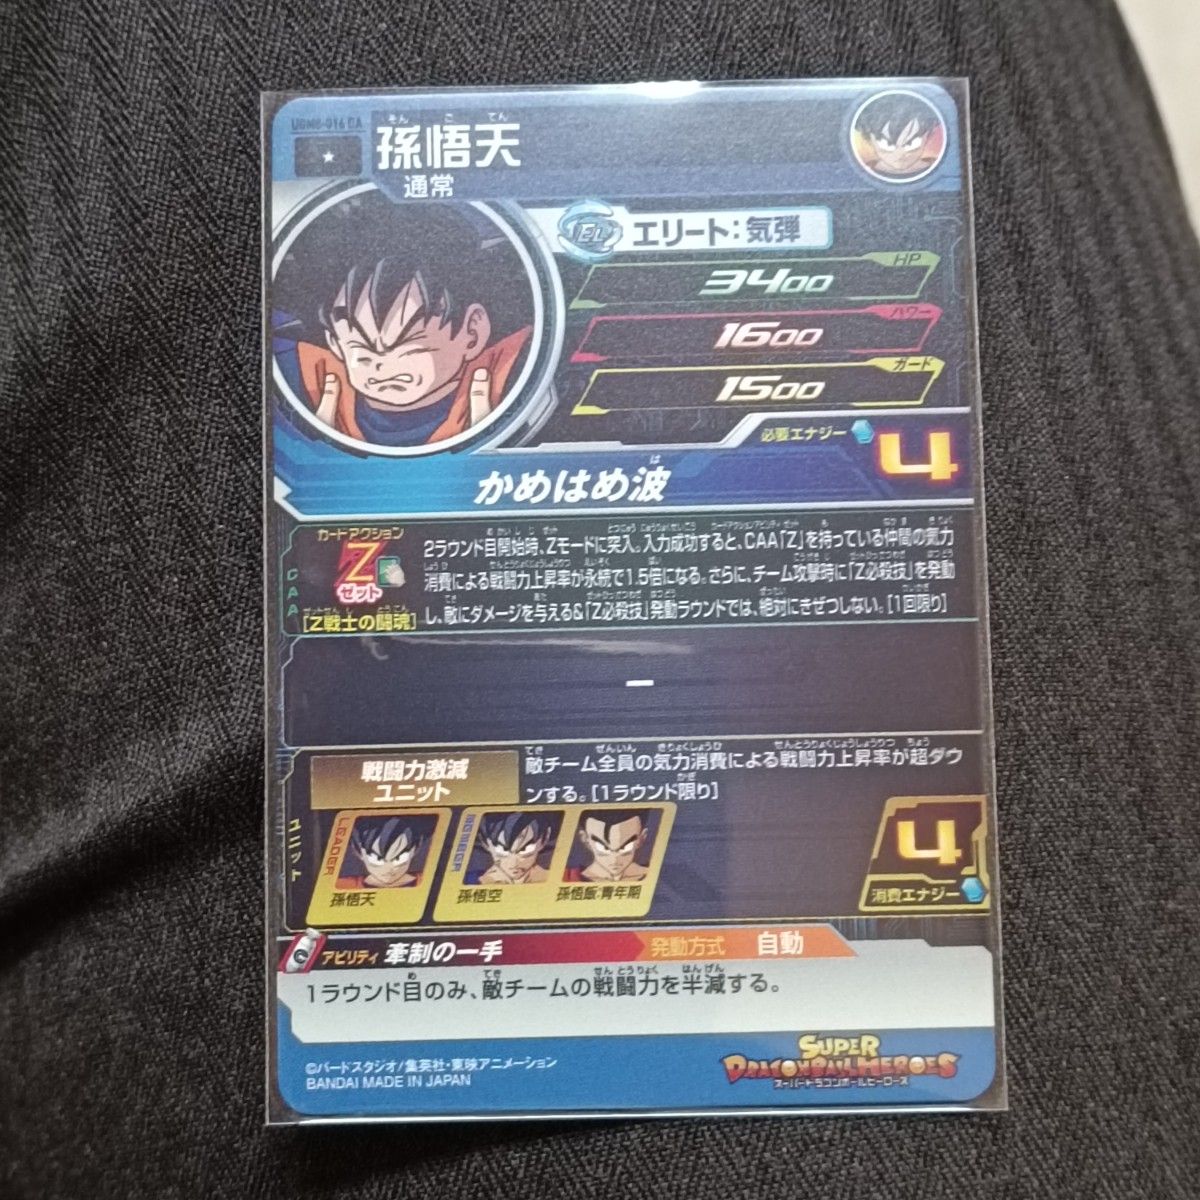 UGM8-016 DA
孫悟天
そん ご てん
通常
エリート:気弾
HP
3400
パワー
1600
ガード
1500
必要エナジー 4
かめはめ波
は
カードアクション
Z
ゼット
[Z戦士の闘魂]
CAA
2ラウンド目開始時、Zモードに突入。入力成功すると、CAA「Z」を持っている仲間の気力
消費による戦闘力上昇率が永続で1.5倍になる。さらに、チーム攻撃時に「Z必殺技」を発動
し、敵にダメージを与える&「Z必殺技」発動ラウンドでは、絶対にきぜつしない。[1回限り]
ー
ユニット
戦闘力激減
ユニット
敵チーム全員の気力消費による戦闘力上昇率が超ダウ
ンする。[1ラウンド限り]
LEADER
孫悟天
MEMBER
孫悟空
孫悟飯:青年期
4
消費エナジー
アビリティ 牽制の一手
発動方式 自動
1ラウンド目のみ、敵チームの戦闘力を半減する。
©バードスタジオ/集英社・東映アニメーション
BANDAI MADE IN JAPAN
SUPER
DRAGONBALL HEROES
スーパードラゴンボールヒーローズ